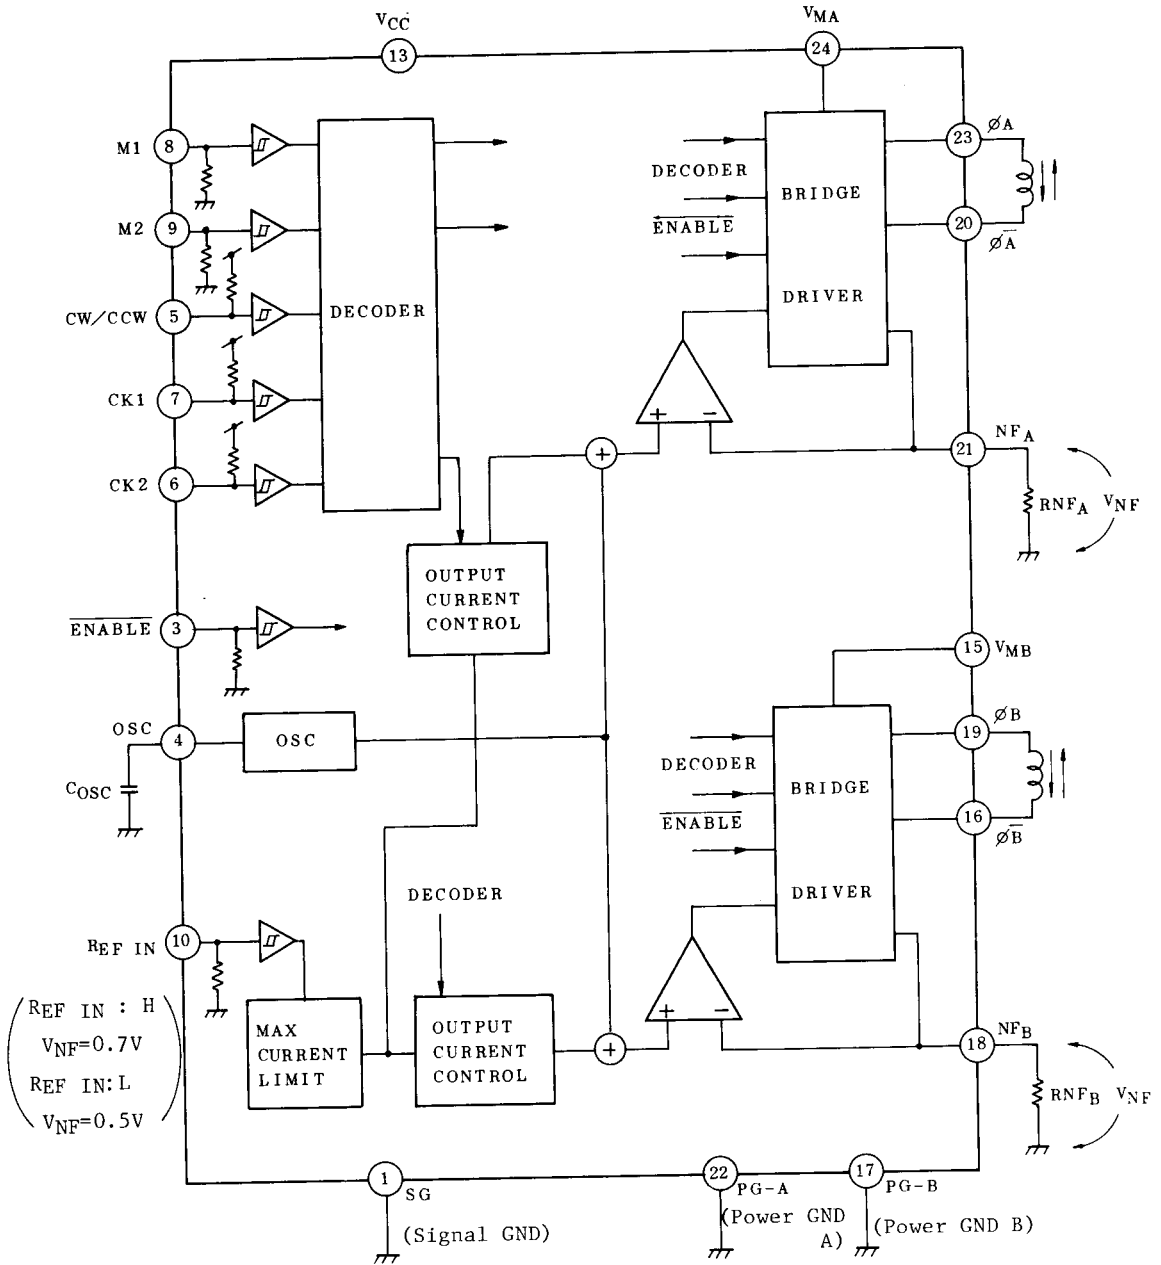 VCC
VMA
13
24
M1
8
23
ØA
DECODER
BRIDGE
M2
9
ENABLE
20
ØA
CW/CCW
5
DECODER
DRIVER
CK1
7
+
−
NFA
+
21
CK2
6
RNFA
VNF
OUTPUT
CURRENT
CONTROL
ENABLE
3
15
VMB
OSC
4
OSC
19
ØB
DECODER
COSC
BRIDGE
ENABLE
16
ØB
DECODER
DRIVER
REF IN
10
REF IN : H
VNF=0.7V
REF IN:L
VNF=0.5V
MAX
CURRENT
LIMIT
OUTPUT
CURRENT
CONTROL
+
+
−
NFB
18
RNFB
VNF
1
SG
(Signal GND)
22
PG-A
(Power GND
A)
17
PG-B
(Power GND B)